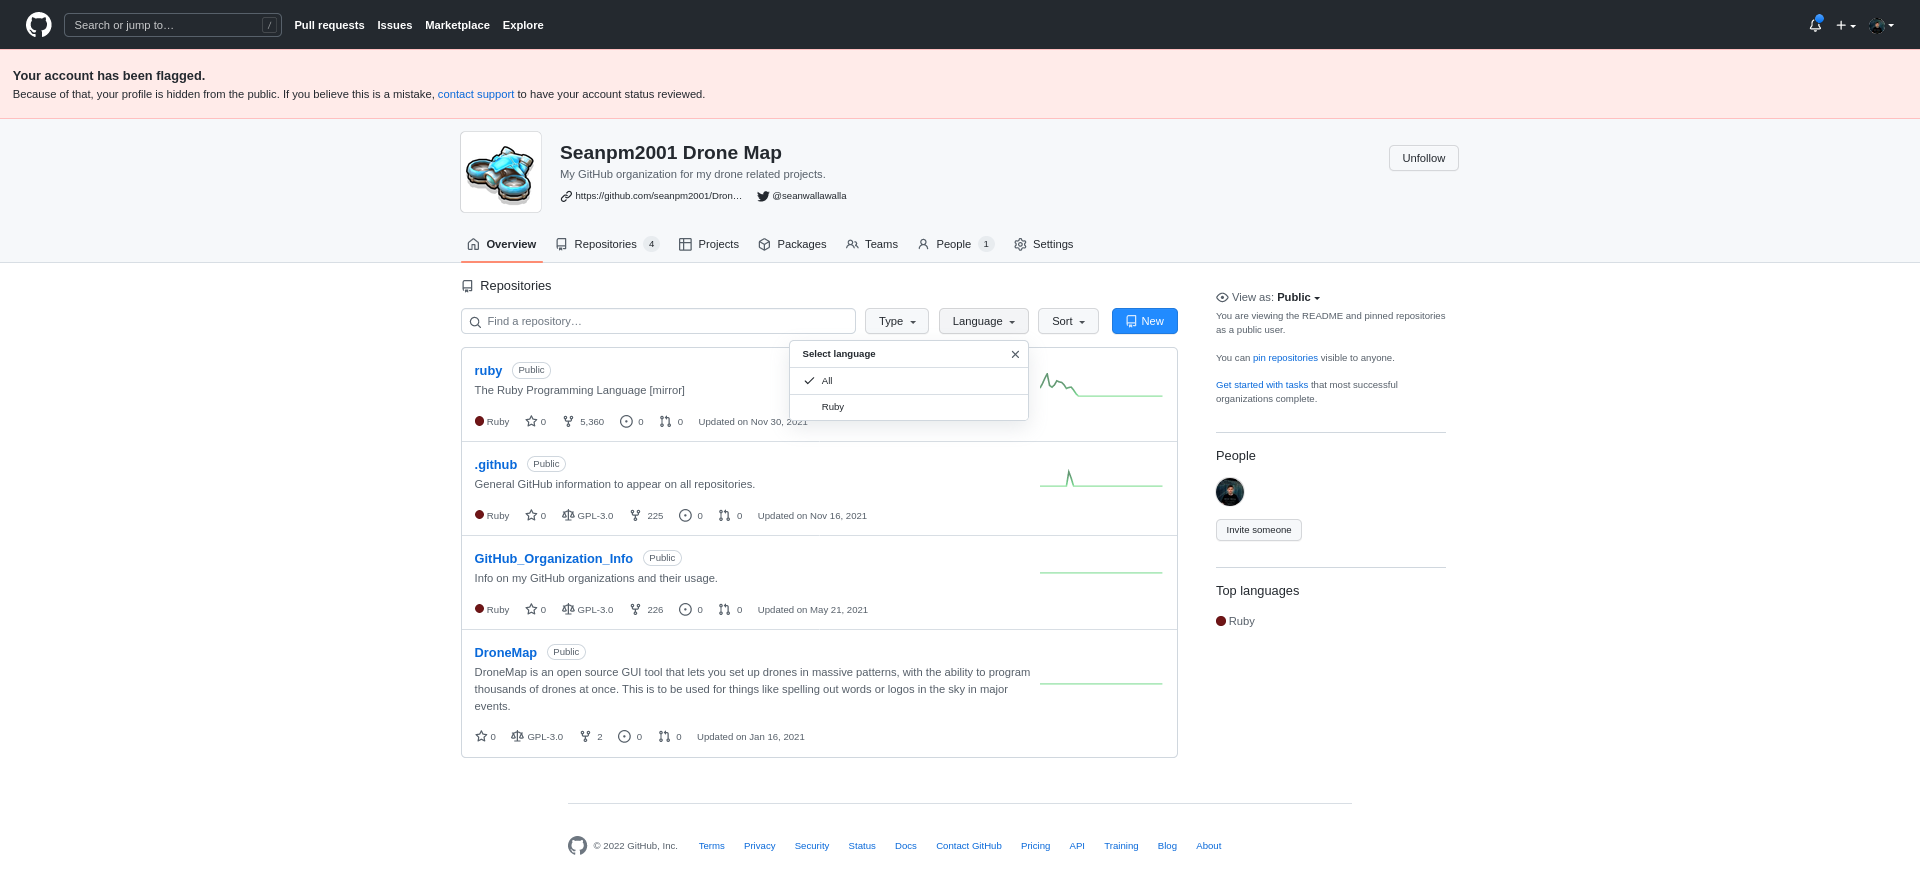 Search or jump to…
/
Pull requests
Issues
Marketplace
Explore
Your account has been flagged.
Because of that, your profile is hidden from the public. If you believe this is a mistake, contact support to have your account status reviewed.
Seanpm2001 Drone Map
Unfollow
My GitHub organization for my drone related projects.
https://github.com/seanpm2001/Dron… @seanwallawalla
Overview
Repositories 4
Projects
Packages
Teams
People 1
Settings
Repositories
Find a repository…
Type
Language
Sort
New
Select language
All
Ruby
ruby Public
The Ruby Programming Language [mirror]
Ruby 0 5,360 0 0 Updated on Nov 30, 2021
.github Public
General GitHub information to appear on all repositories.
Ruby 0 GPL-3.0 225 0 0 Updated on Nov 16, 2021
GitHub_Organization_Info Public
Info on my GitHub organizations and their usage.
Ruby 0 GPL-3.0 226 0 0 Updated on May 21, 2021
DroneMap Public
DroneMap is an open source GUI tool that lets you set up drones in massive patterns, with the ability to program
thousands of drones at once. This is to be used for things like spelling out words or logos in the sky in major
events.
0 GPL-3.0 2 0 0 Updated on Jan 16, 2021
View as: Public
You are viewing the README and pinned repositories
as a public user.
You can pin repositories visible to anyone.
Get started with tasks that most successful
organizations complete.
People
Invite someone
Top languages
Ruby
© 2022 GitHub, Inc.
Terms
Privacy
Security
Status
Docs
Contact GitHub
Pricing
API
Training
Blog
About